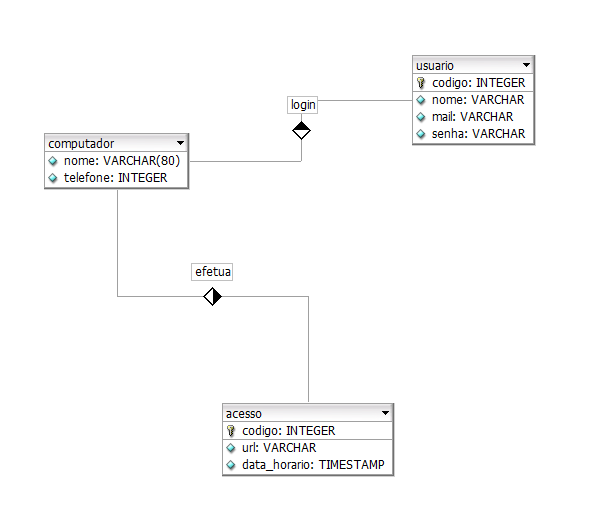 usuario
codigo: INTEGER
nome: VARCHAR
mail: VARCHAR
senha: VARCHAR
login
computador
nome: VARCHAR(80)
telefone: INTEGER
efetua
acesso
codigo: INTEGER
url: VARCHAR
data_horario: TIMESTAMP